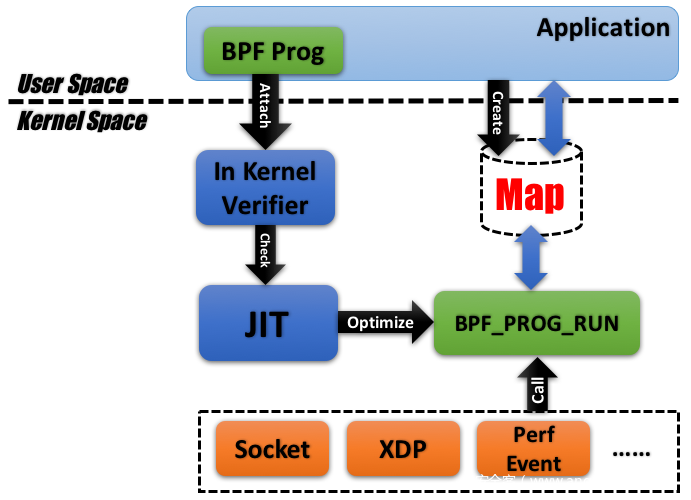 Application
BPF Prog
User Space
Kernel Space
Attach
Create
In Kernel
Verifier
Map
Check
JIT
Optimize
BPF_PROG_RUN
Call
Socket
XDP
Perf
Event
......